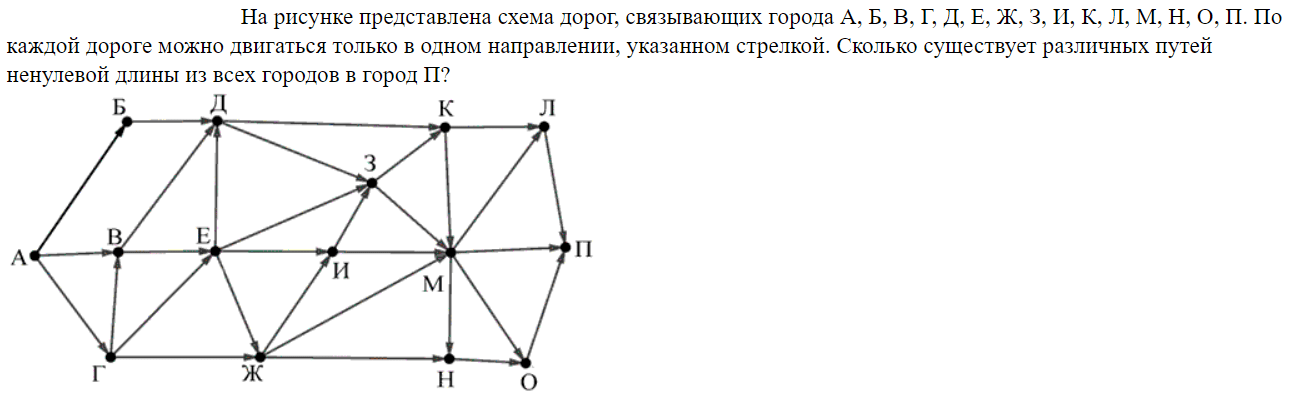 На рисунке представлена схема дорог, связывающих города А, Б, В, Г, Д, Е, Ж, З, И, К, Л, М, Н, О, П. По
каждой дороге можно двигаться только в одном направлении, указанном стрелкой. Сколько существует различных путей
ненулевой длины из всех городов в город П?
Б Д К Л
З
А В Е И М П
Г Ж Н О